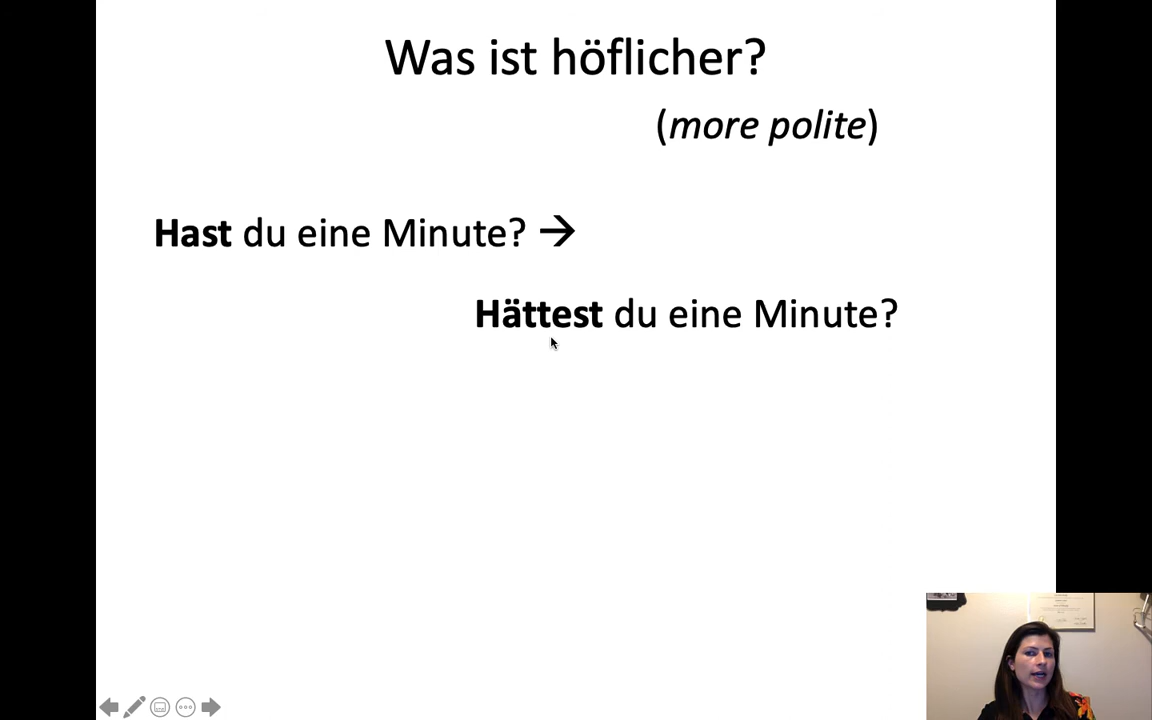 Was ist höflicher?
(more polite)
Hast du eine Minute? →
Hättest du eine Minute?